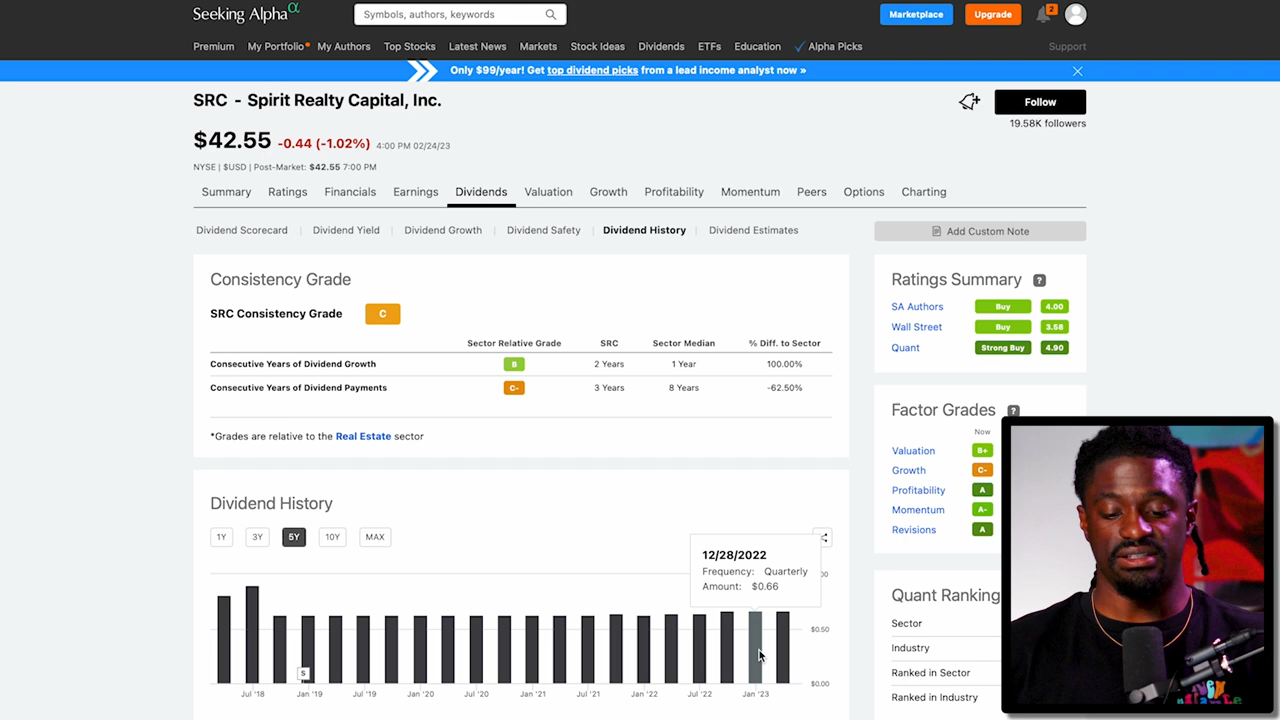 Seeking Alpha α
Symbols, authors, keywords
Marketplace
Upgrade
2
Premium My Portfolio My Authors Top Stocks Latest News Markets Stock Ideas Dividends ETFs Education Alpha Picks Support
Only $99/year! Get top dividend picks from a lead income analyst now »
SRC - Spirit Realty Capital, Inc.
Follow
19.58K followers
$42.55 -0.44 (-1.02%) 4:00 PM 02/24/23
NYSE | $USD | Post-Market: $42.55 7:00 PM
Summary Ratings Financials Earnings Dividends Valuation Growth Profitability Momentum Peers Options Charting
Dividend Scorecard Dividend Yield Dividend Growth Dividend Safety Dividend History Dividend Estimates
Add Custom Note
Consistency Grade
SRC Consistency Grade C
Sector Relative Grade SRC Sector Median % Diff. to Sector
Consecutive Years of Dividend Growth B 2 Years 1 Year 100.00%
Consecutive Years of Dividend Payments C- 3 Years 8 Years -62.50%
*Grades are relative to the Real Estate sector
Ratings Summary ?
SA Authors Buy 4.00
Wall Street Buy 3.58
Quant Strong Buy 4.90
Factor Grades ?
Now
Valuation B+
Growth C-
Profitability A
Momentum A-
Revisions A
Dividend History
1Y 3Y 5Y 10Y MAX
12/28/2022
Frequency: Quarterly
Amount: $0.66
00
$0.50
$0.00
S
Jul '18 Jan '19 Jul '19 Jan '20 Jul '20 Jan '21 Jul '21 Jan '22 Jul '22 Jan '23
Quant Ranking
Sector
Industry
Ranked in Sector
Ranked in Industry